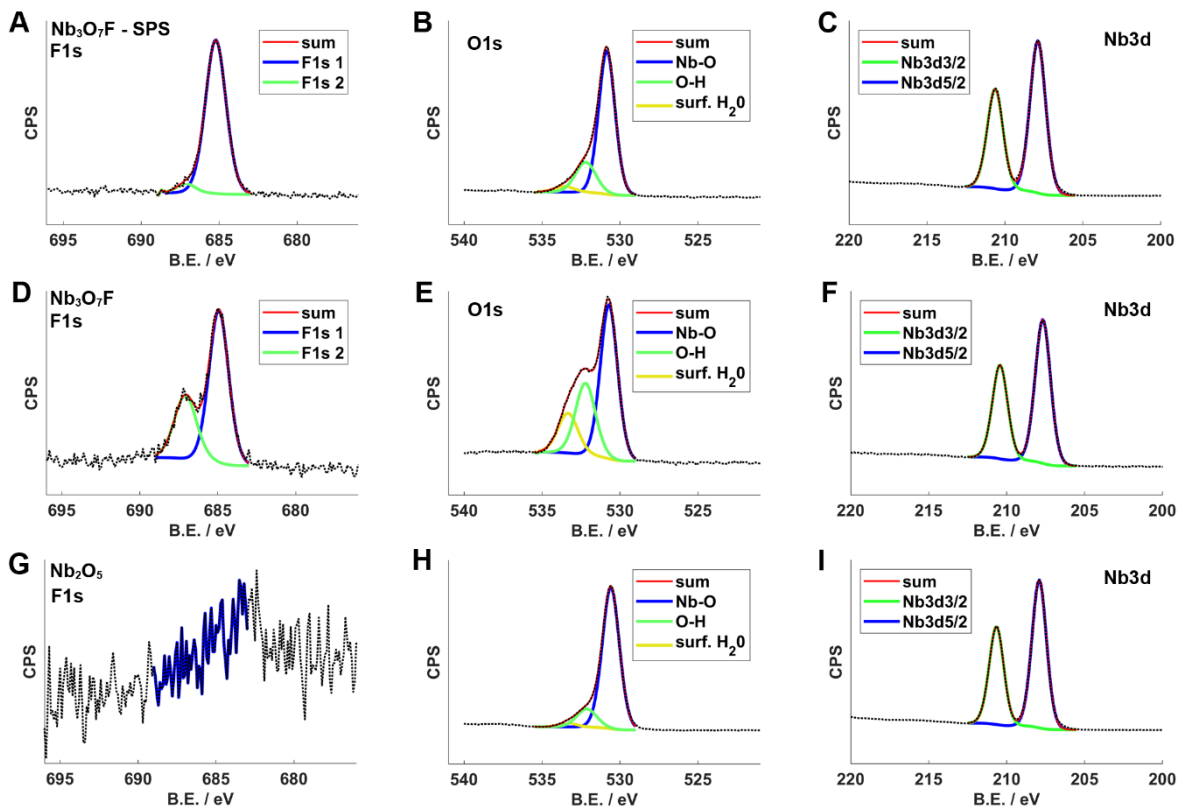 A
Nb₃O₇F - SPS
F1s
sum
F1s 1
F1s 2
CPS
695 690 685 680
B.E. / eV
B
O1s
sum
Nb-O
O-H
surf. H₂0
CPS
540 535 530 525
B.E. / eV
C
Nb3d
sum
Nb3d3/2
Nb3d5/2
CPS
220 215 210 205 200
B.E. / eV
D
Nb₃O₇F
F1s
sum
F1s 1
F1s 2
CPS
695 690 685 680
B.E. / eV
E
O1s
sum
Nb-O
O-H
surf. H₂0
CPS
540 535 530 525
B.E. / eV
F
Nb3d
sum
Nb3d3/2
Nb3d5/2
CPS
220 215 210 205 200
B.E. / eV
G
Nb₂O₅
F1s
CPS
695 690 685 680
B.E. / eV
H
sum
Nb-O
O-H
surf. H₂0
CPS
540 535 530 525
B.E. / eV
I
Nb3d
sum
Nb3d3/2
Nb3d5/2
CPS
220 215 210 205 200
B.E. / eV